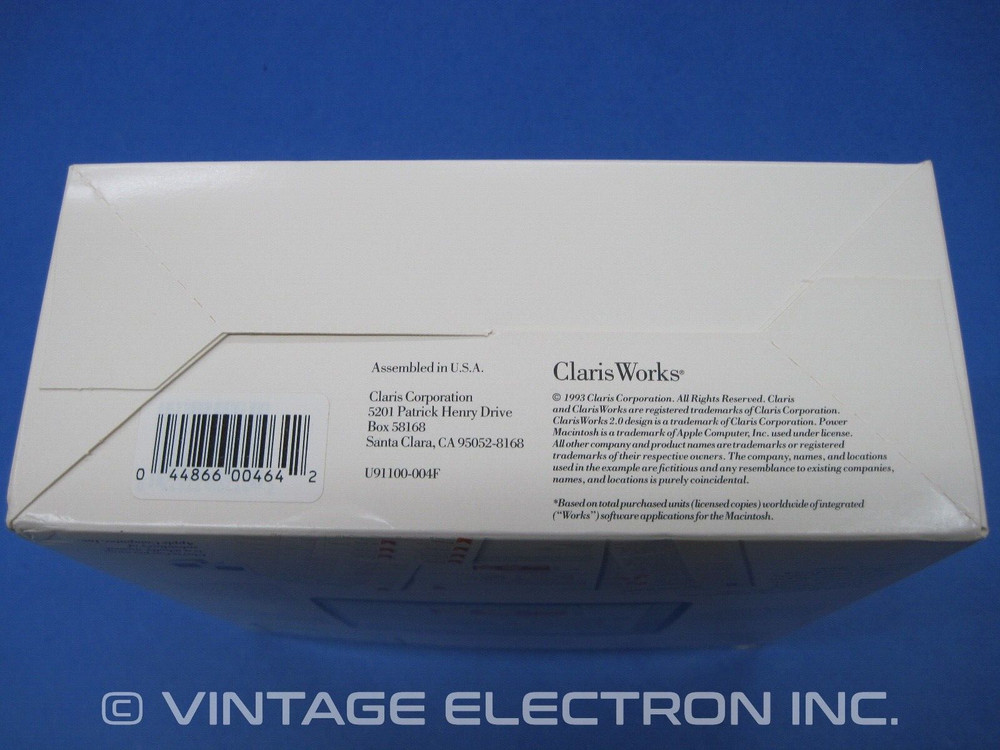 Assembled in U.S.A.
Claris Corporation
5201 Patrick Henry Drive
Box 58168
Santa Clara, CA 95052-8168
U91100-004F
0 44866 00464 2
ClarisWorks®
© 1993 Claris Corporation. All Rights Reserved. Claris
and ClarisWorks are registered trademarks of Claris Corporation.
ClarisWorks 2.0 design is a trademark of Claris Corporation. Power
Macintosh is a trademark of Apple Computer, Inc. used under license.
All other company and product names are trademarks or registered
trademarks of their respective owners. The company, names, and locations
used in the example are fictitious and any resemblance to existing companies,
names, and locations is purely coincidental.
*Based on total purchased units (licensed copies) worldwide of integrated
("Works") software applications for the Macintosh.
© VINTAGE ELECTRON INC.